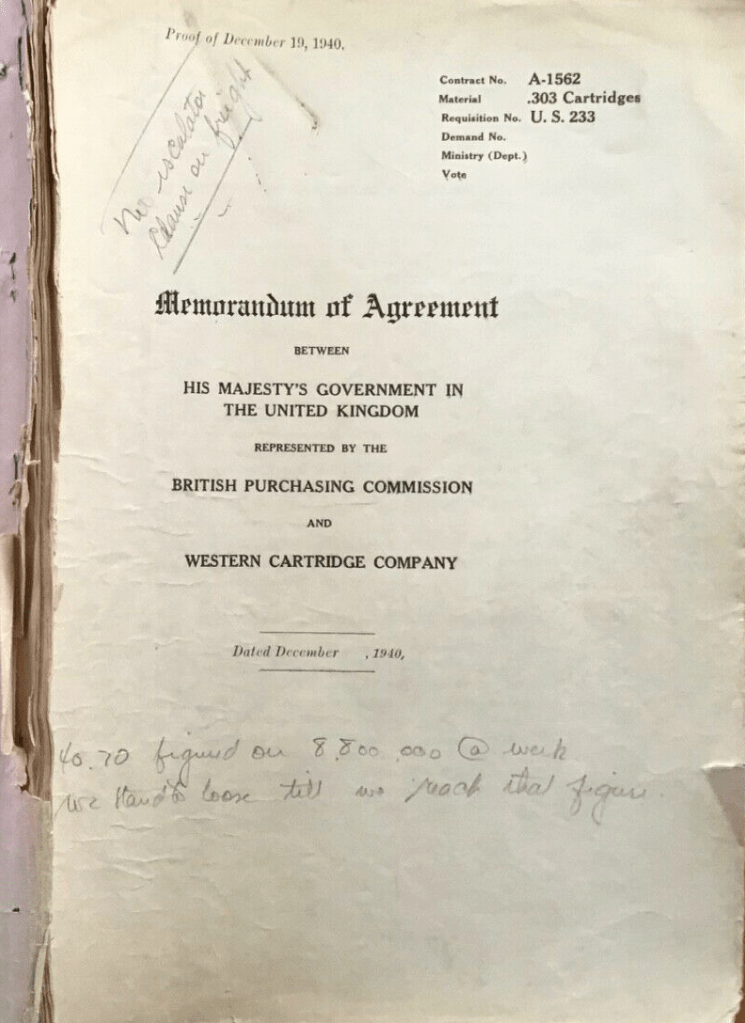 Proof of December 19, 1940.
No escalator
clause on freight
Contract No. A-1562
Material .303 Cartridges
Requisition No. U. S. 233
Demand No.
Ministry (Dept.)
Vote
Memorandum of Agreement
BETWEEN
HIS MAJESTY'S GOVERNMENT IN
THE UNITED KINGDOM
REPRESENTED BY THE
BRITISH PURCHASING COMMISSION
AND
WESTERN CARTRIDGE COMPANY
Dated December , 1940,
40.70 figured on 8,800,000 @ week
we stand to loose till we reach that figure.